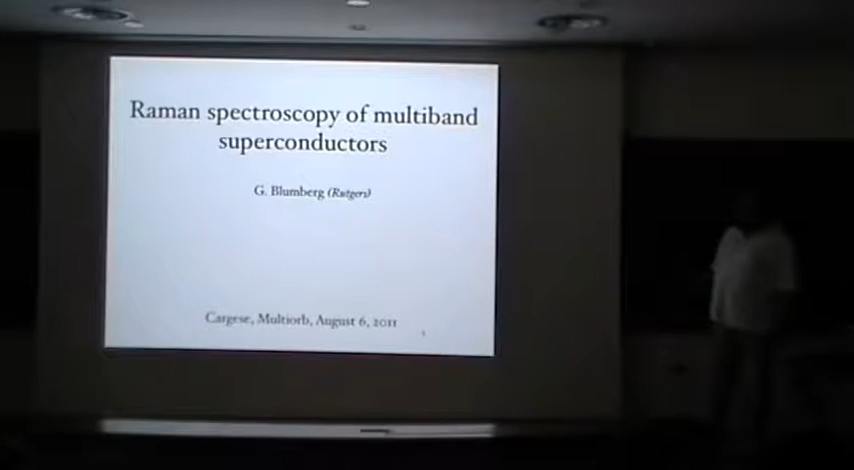 Raman spectroscopy of multiband
superconductors
G. Blumberg (Rutgers)
Cargese, Multiorb, August 6, 2011